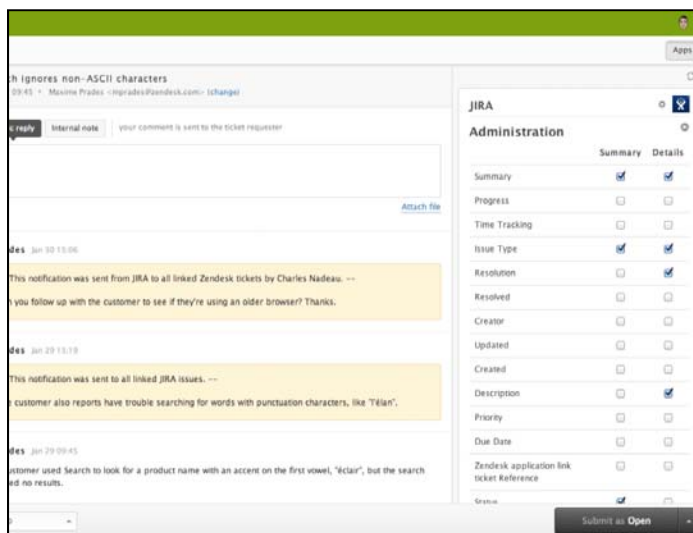 Apps
ch ignores non-ASCII characters
09:45 • Maxime Prades <mprades@zendesk.com> (change)
c reply Internal note your comment is sent to the ticket requester
Attach file
des Jan 30 15:06
This notification was sent from JIRA to all linked Zendesk tickets by Charles Nadeau. --
n you follow up with the customer to see if they're using an older browser? Thanks.
des Jan 29 15:19
This notification was sent to all linked JIRA issues. --
e customer also reports have trouble searching for words with punctuation characters, like "l'élan".
des Jan 29 09:45
ustomer used Search to look for a product name with an accent on the first vowel, "éclair", but the search
ed no results.
JIRA
Administration
Summary Details
Summary
Progress
Time Tracking
Issue Type
Resolution
Resolved
Creator
Updated
Created
Description
Priority
Due Date
Zendesk application link
ticket Reference
Status
Submit as Open